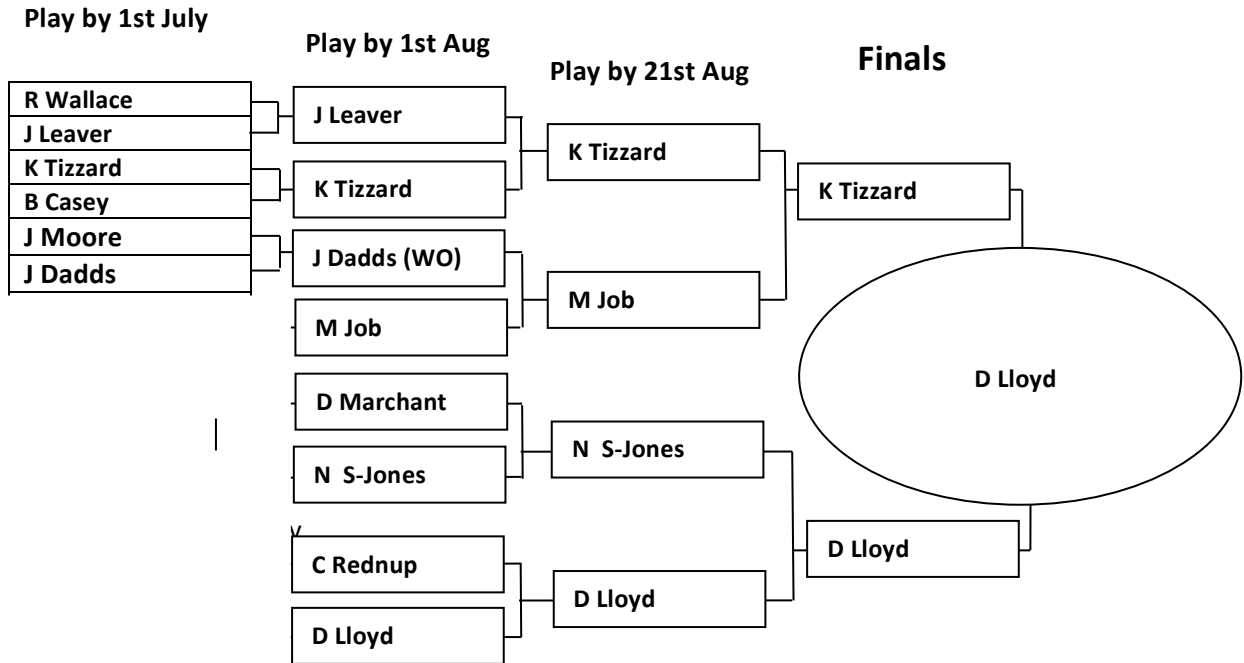 Play by 1st July
Play by 1st Aug
Play by 21st Aug
Finals
R Wallace
J Leaver
K Tizzard
B Casey
J Moore
J Dadds
J Leaver
K Tizzard
J Dadds (WO)
M Job
D Marchant
N S-Jones
C Rednup
D Lloyd
K Tizzard
M Job
N S-Jones
D Lloyd
K Tizzard
D Lloyd
D Lloyd